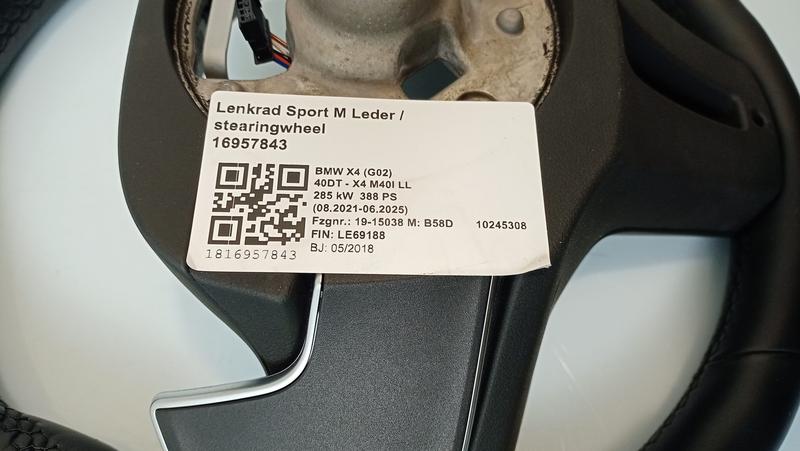 Lenkrad Sport M Leder /
stearingwheel
16957843
BMW X4 (G02)
40DT - X4 M40I LL
285 kW 388 PS
(08.2021-06.2025)
Fzgnr.: 19-15038 M: B58D 10245308
FIN: LE69188
BJ: 05/2018
1816957843